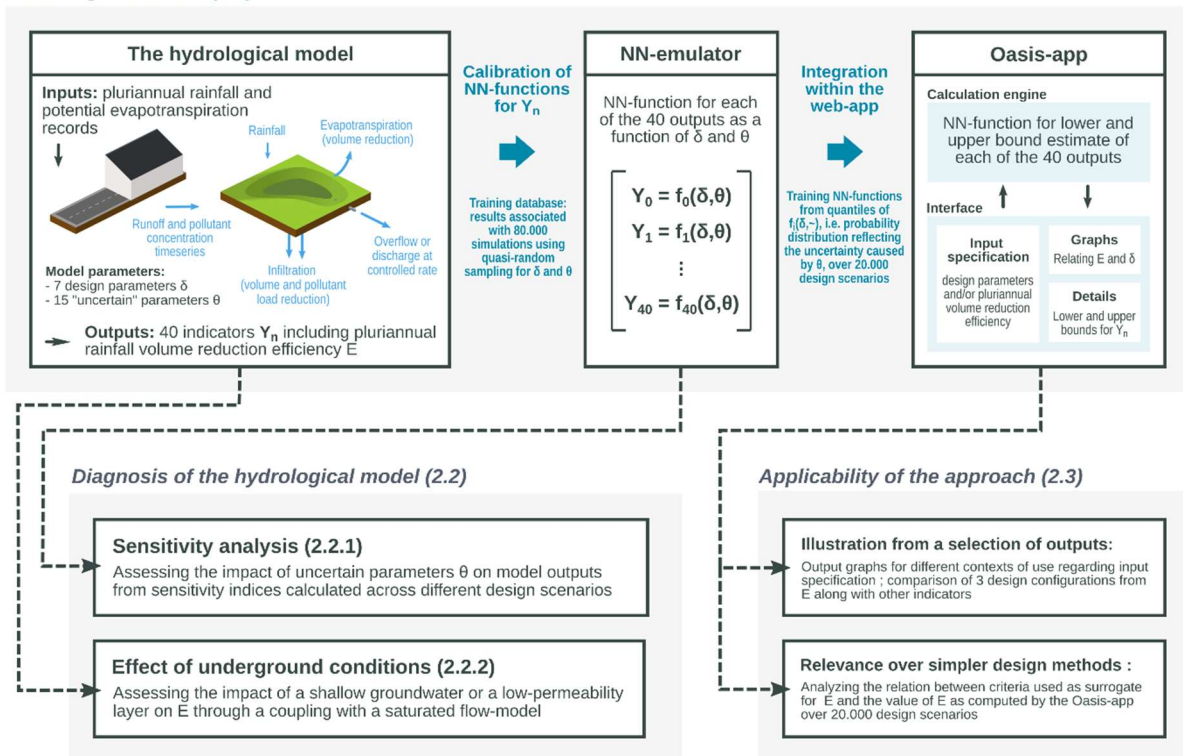 The hydrological model
Inputs: pluriannual rainfall and
potential evapotranspiration
records
Rainfall
Evapotranspiration
(volume reduction)
Runoff and pollutant
concentration
timeseries
Infiltration
(volume and pollutant
load reduction)
Overflow or
discharge at
controlled rate
Model parameters:
- 7 design parameters δ
- 15 "uncertain" parameters θ
Outputs: 40 indicators Yn including pluriannual
rainfall volume reduction efficiency E
Calibration of
NN-functions
for Yn
Training database:
results associated
with 80.000
simulations using
quasi-random
sampling for δ and θ
NN-emulator
NN-function for each
of the 40 outputs as a
function of δ and θ
Y0 = f0(δ,θ)
Y1 = f1(δ,θ)
⋮
Y40 = f40(δ,θ)
Integration
within the
web-app
Training NN-functions
from quantiles of
fi(δ,~), i.e. probability
distribution reflecting
the uncertainty caused
by θ, over 20.000
design scenarios
Oasis-app
Calculation engine
NN-function for lower and
upper bound estimate of
each of the 40 outputs
Interface
Input
specification
design parameters
and/or pluriannual
volume reduction
efficiency
Graphs
Relating E and δ
Details
Lower and upper
bounds for Yn
Diagnosis of the hydrological model (2.2)
Sensitivity analysis (2.2.1)
Assessing the impact of uncertain parameters θ on model outputs
from sensitivity indices calculated across different design scenarios
Effect of underground conditions (2.2.2)
Assessing the impact of a shallow groundwater or a low-permeability
layer on E through a coupling with a saturated flow-model
Applicability of the approach (2.3)
Illustration from a selection of outputs:
Output graphs for different contexts of use regarding input
specification ; comparison of 3 design configurations from
E along with other indicators
Relevance over simpler design methods :
Analyzing the relation between criteria used as surrogate
for E and the value of E as computed by the Oasis-app
over 20.000 design scenarios